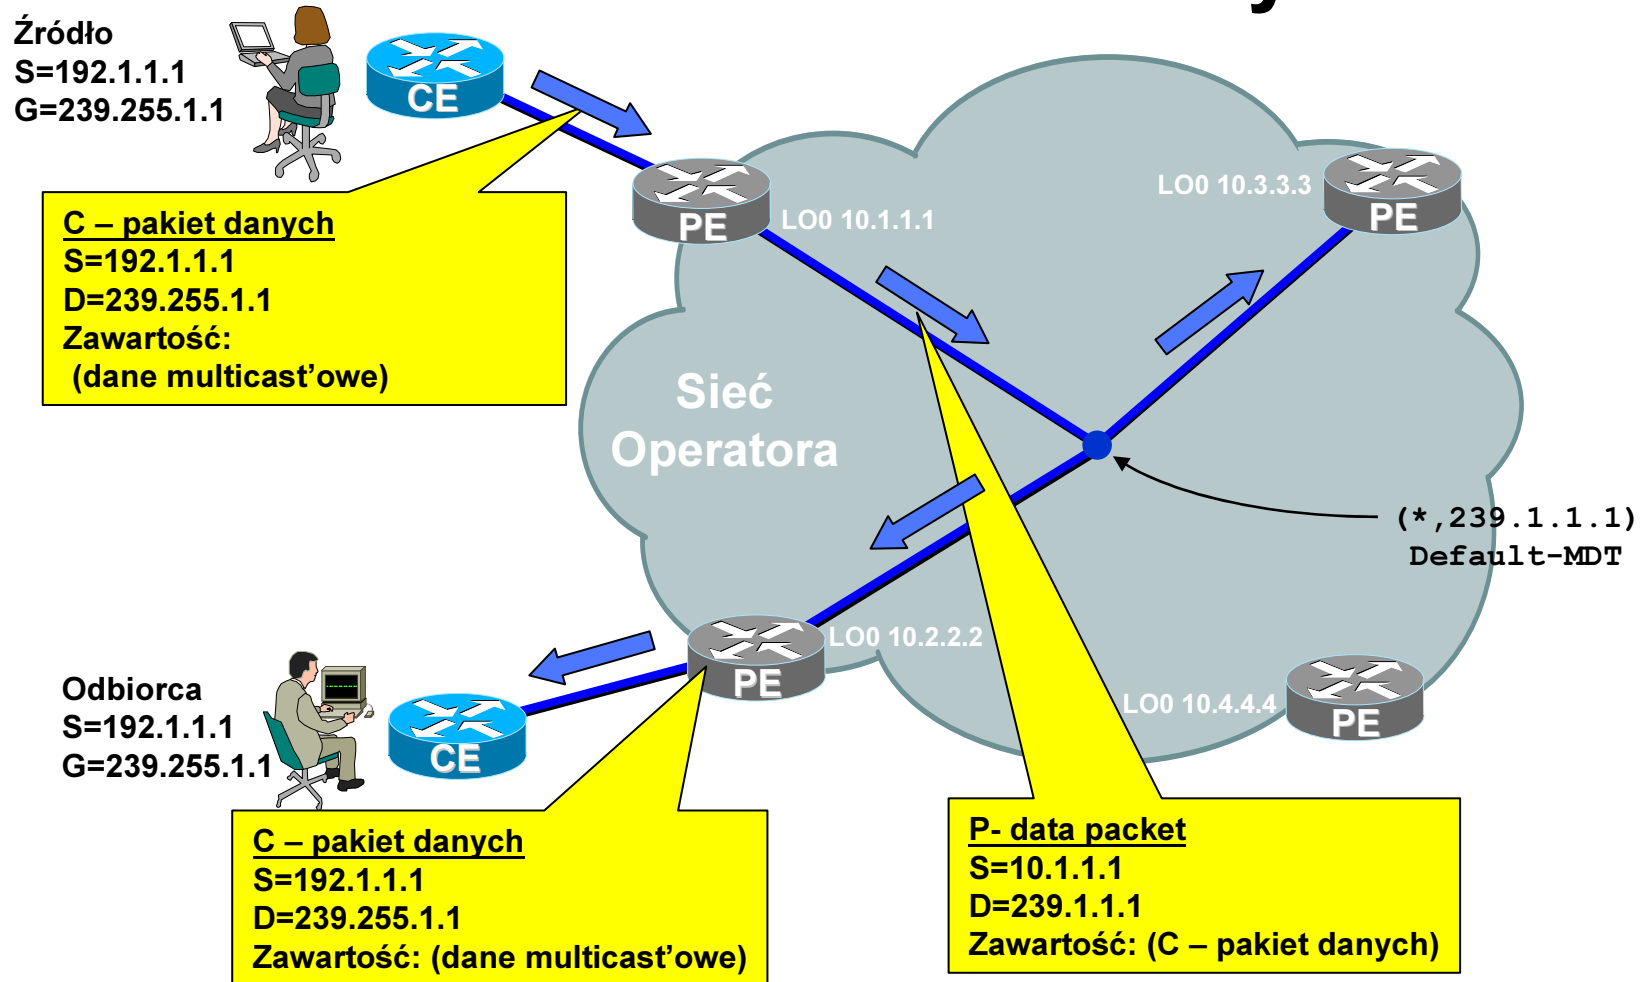 Źródło
S=192.1.1.1
G=239.255.1.1
CE
C – pakiet danych
S=192.1.1.1
D=239.255.1.1
Zawartość:
(dane multicast'owe)
PE
LO0 10.1.1.1
LO0 10.3.3.3
PE
Sieć
Operatora
(*,239.1.1.1)
Default-MDT
LO0 10.2.2.2
PE
LO0 10.4.4.4
PE
Odbiorca
S=192.1.1.1
G=239.255.1.1
CE
C – pakiet danych
S=192.1.1.1
D=239.255.1.1
Zawartość: (dane multicast'owe)
P- data packet
S=10.1.1.1
D=239.1.1.1
Zawartość: (C – pakiet danych)